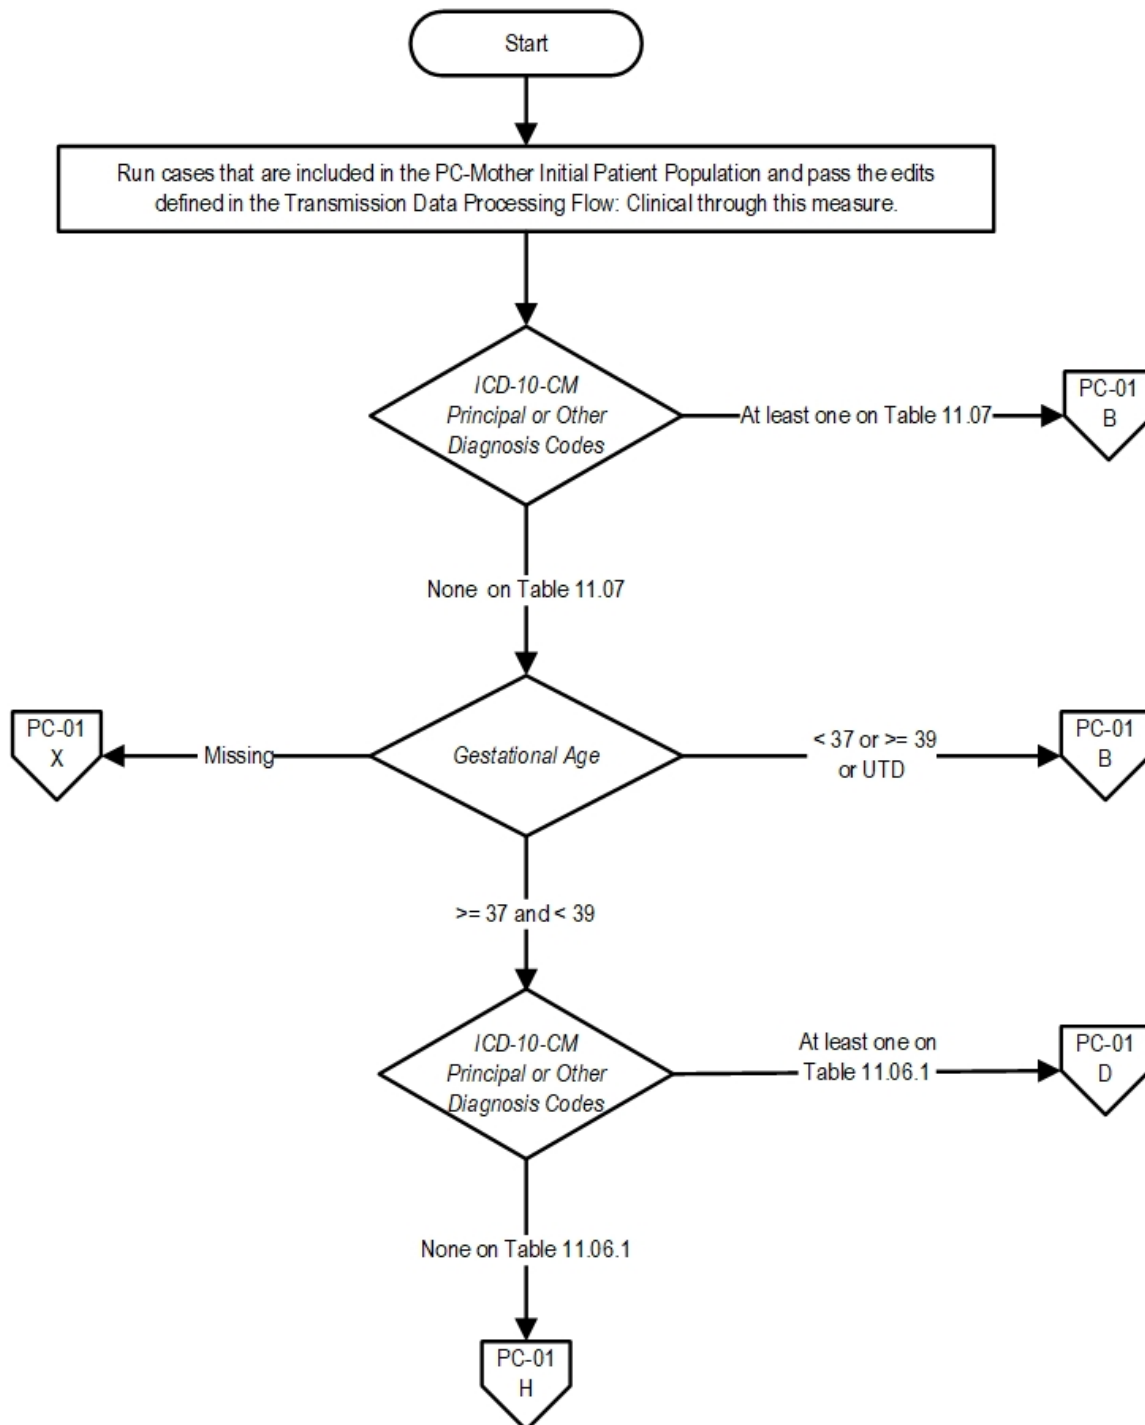 Start
Run cases that are included in the PC-Mother Initial Patient Population and pass the edits
defined in the Transmission Data Processing Flow: Clinical through this measure.
ICD-10-CM
Principal or Other
Diagnosis Codes
At least one on Table 11.07
PC-01
B
None on Table 11.07
PC-01
X
Missing
Gestational Age
< 37 or >= 39
or UTD
PC-01
B
>= 37 and < 39
ICD-10-CM
Principal or Other
Diagnosis Codes
At least one on
Table 11.06.1
PC-01
D
None on Table 11.06.1
PC-01
H